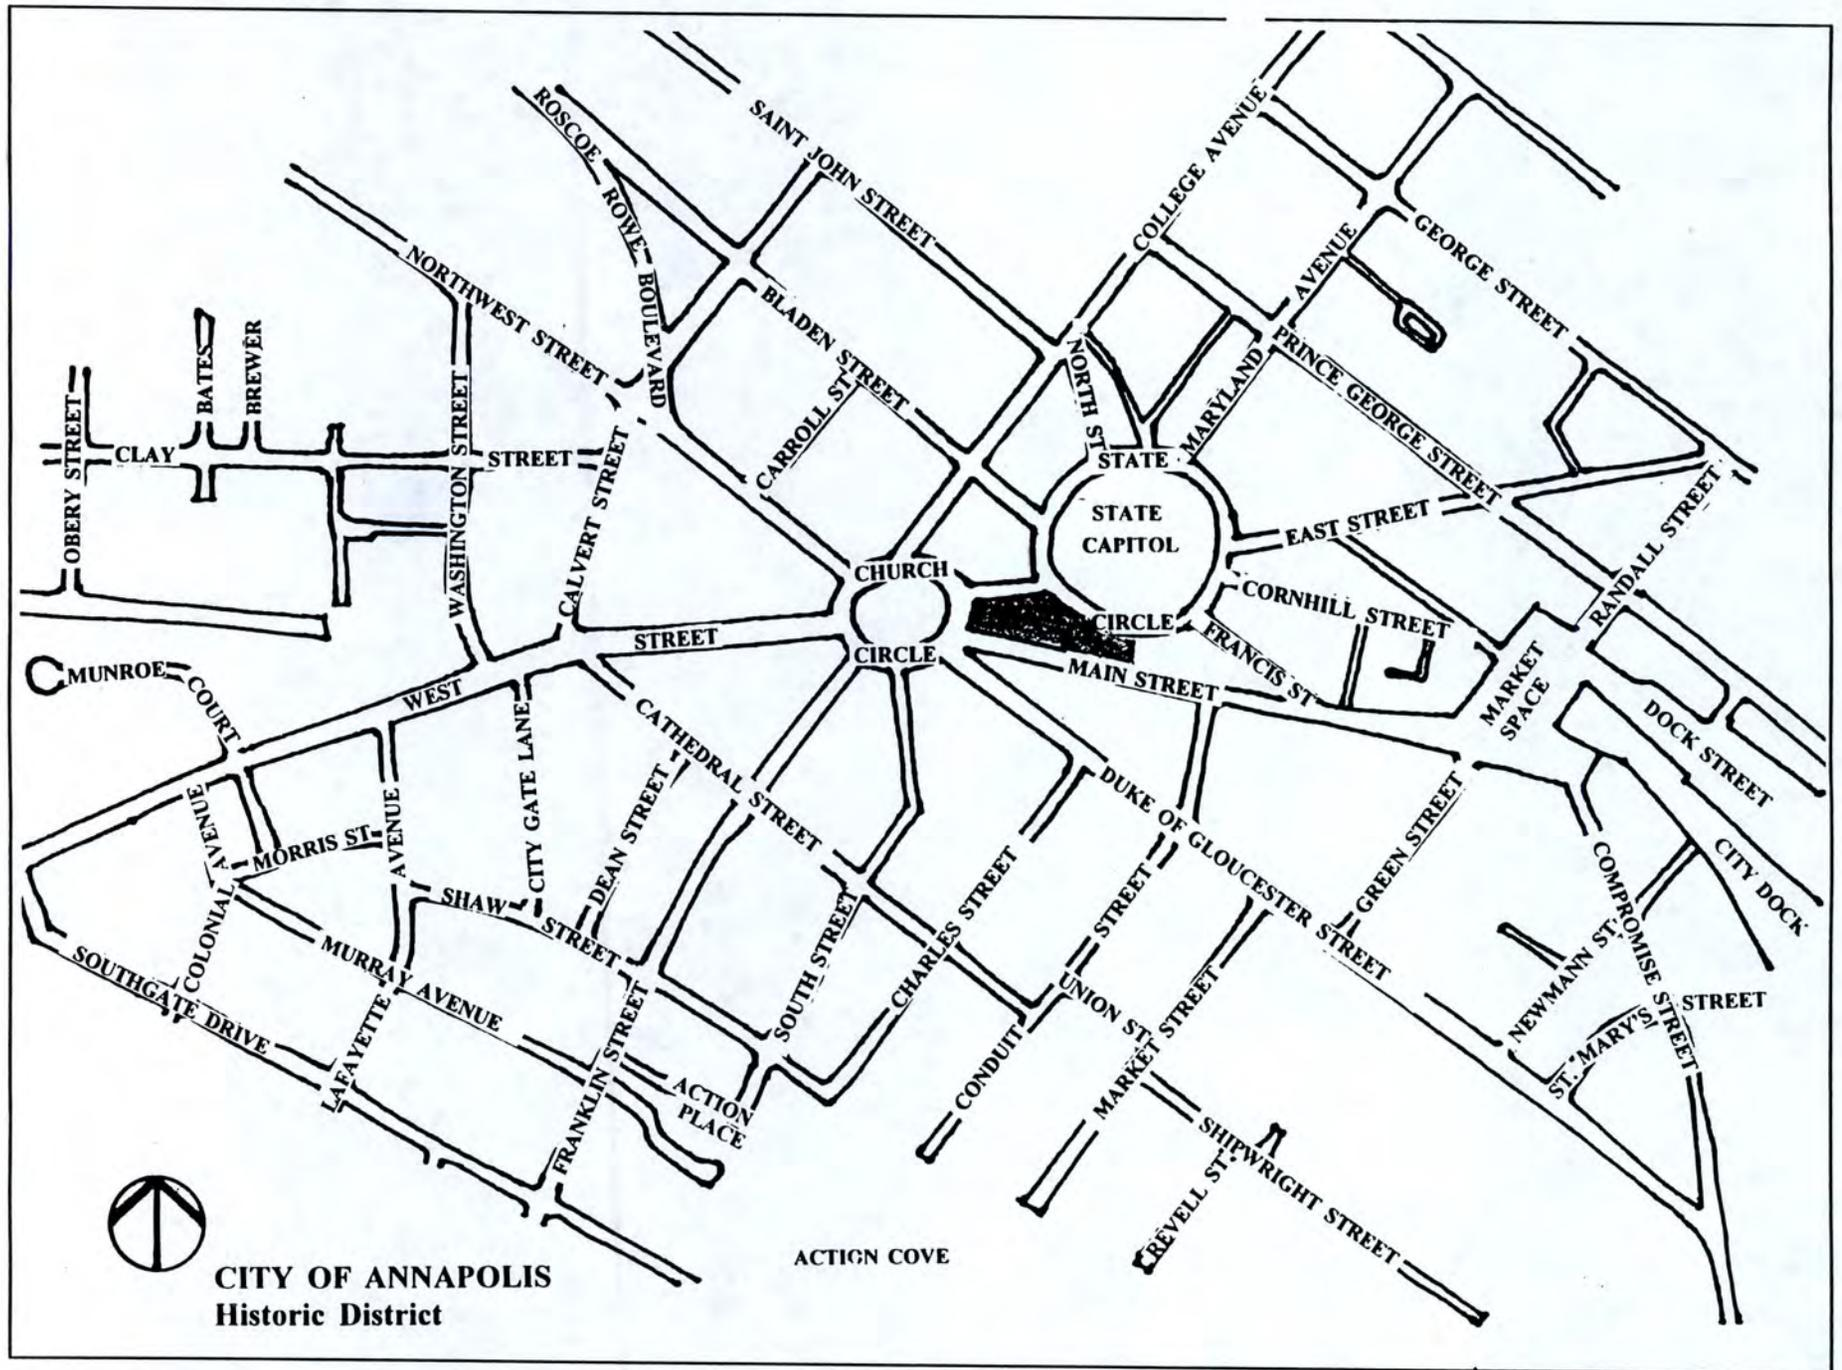 SAINT JOHN STREET
ROSCOE ROWE BOULEVARD
COLLEGE AVENUE
NORTHWEST STREET
BLADEN STREET
GEORGE STREET
MARYLAND AVENUE
PRINCE GEORGE STREET
NORTH ST
CARROLL ST
BATES
BREWER
WASHINGTON STREET
OBERY STREET
CLAY STREET
CALVERT STREET
STATE
STATE
CAPITOL
CIRCLE
EAST STREET
RANDALL STREET
CHURCH
CIRCLE
CORNHILL STREET
FRANCIS ST
MAIN STREET
MARKET
SPACE
DOCK STREET
CITY DOCK
MUNROE COURT
WEST STREET
CATHEDRAL STREET
CITY GATE LANE
DEAN STREET
DUKE OF GLOUCESTER STREET
GREEN STREET
COMPROMISE STREET
COLONIAL AVENUE
MORRIS ST
LAFAYETTE AVENUE
SHAW STREET
MURRAY AVENUE
SOUTHGATE DRIVE
FRANKLIN STREET
SOUTH STREET
CHARLES STREET
CONDUIT STREET
UNION ST.
MARKET STREET
NEWMANN ST.
ST. MARY'S STREET
ACTION
PLACE
SHIPWRIGHT STREET
REVELL ST.
ACTION COVE
CITY OF ANNAPOLIS
Historic District